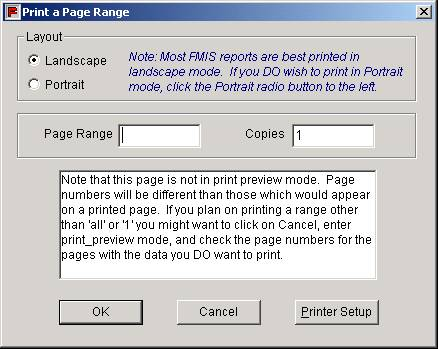 Print a Page Range
Layout
Landscape
Portrait
Note: Most FMIS reports are best printed in
landscape mode. If you DO wish to print in Portrait
mode, click the Portrait radio button to the left.
Page Range
Copies 1
Note that this page is not in print preview mode. Page
numbers will be different than those which would appear
on a printed page. If you plan on printing a range other
than 'all' or '1' you might want to click on Cancel, enter
print_preview mode, and check the page numbers for the
pages with the data you DO want to print.
OK Cancel Printer Setup